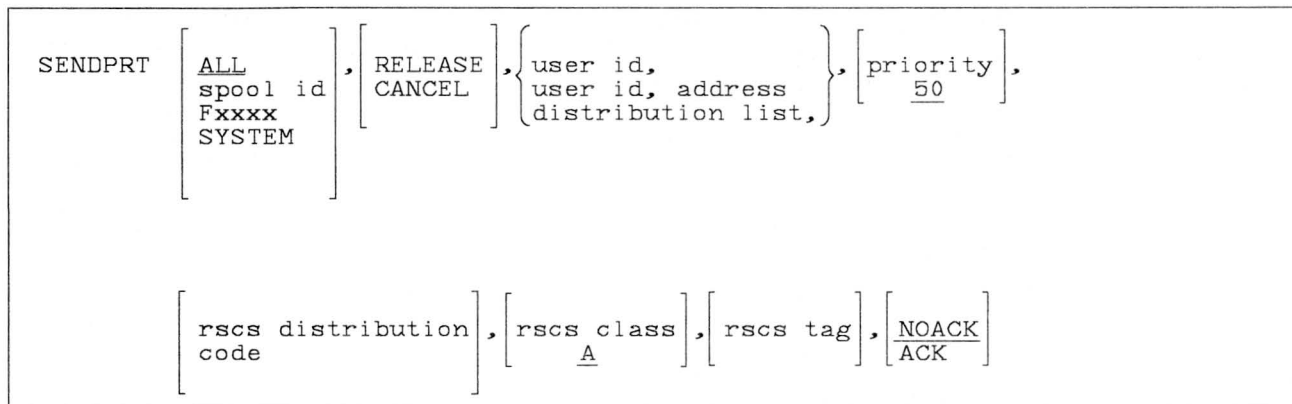 SENDPRT [ALL], [RELEASE], {user id,}, [priority],
spool id CANCEL user id, address 50
Fxxxx distribution list,
SYSTEM
[rscs distribution], [rscs class], [rscs tag], [NOACK]
code A ACK